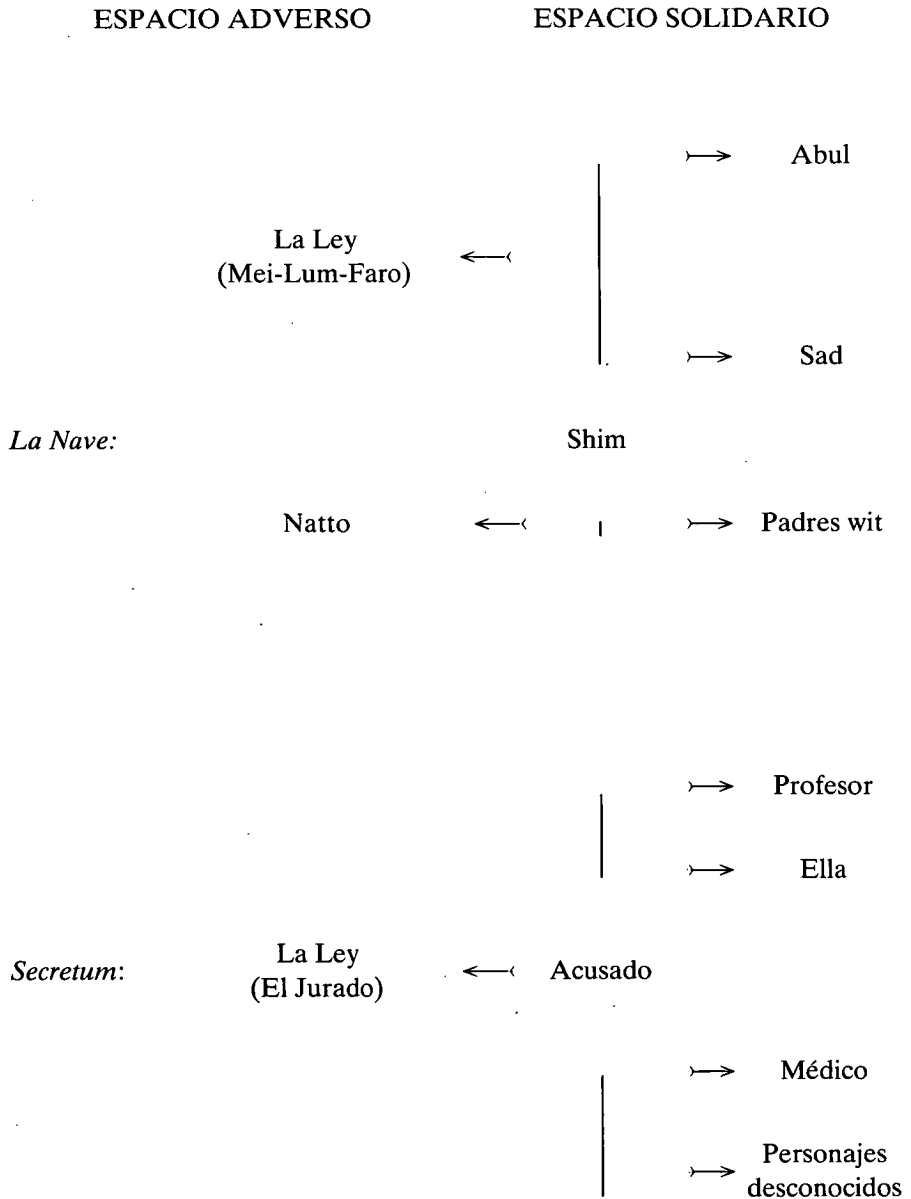 ESPACIO ADVERSO ESPACIO SOLIDARIO
Abul
La Ley
(Mei-Lum-Faro)
Sad
La Nave: Shim
Natto Padres wit
Profesor
Ella
Secretum: La Ley
(El Jurado) Acusado
Médico
Personajes
desconocidos